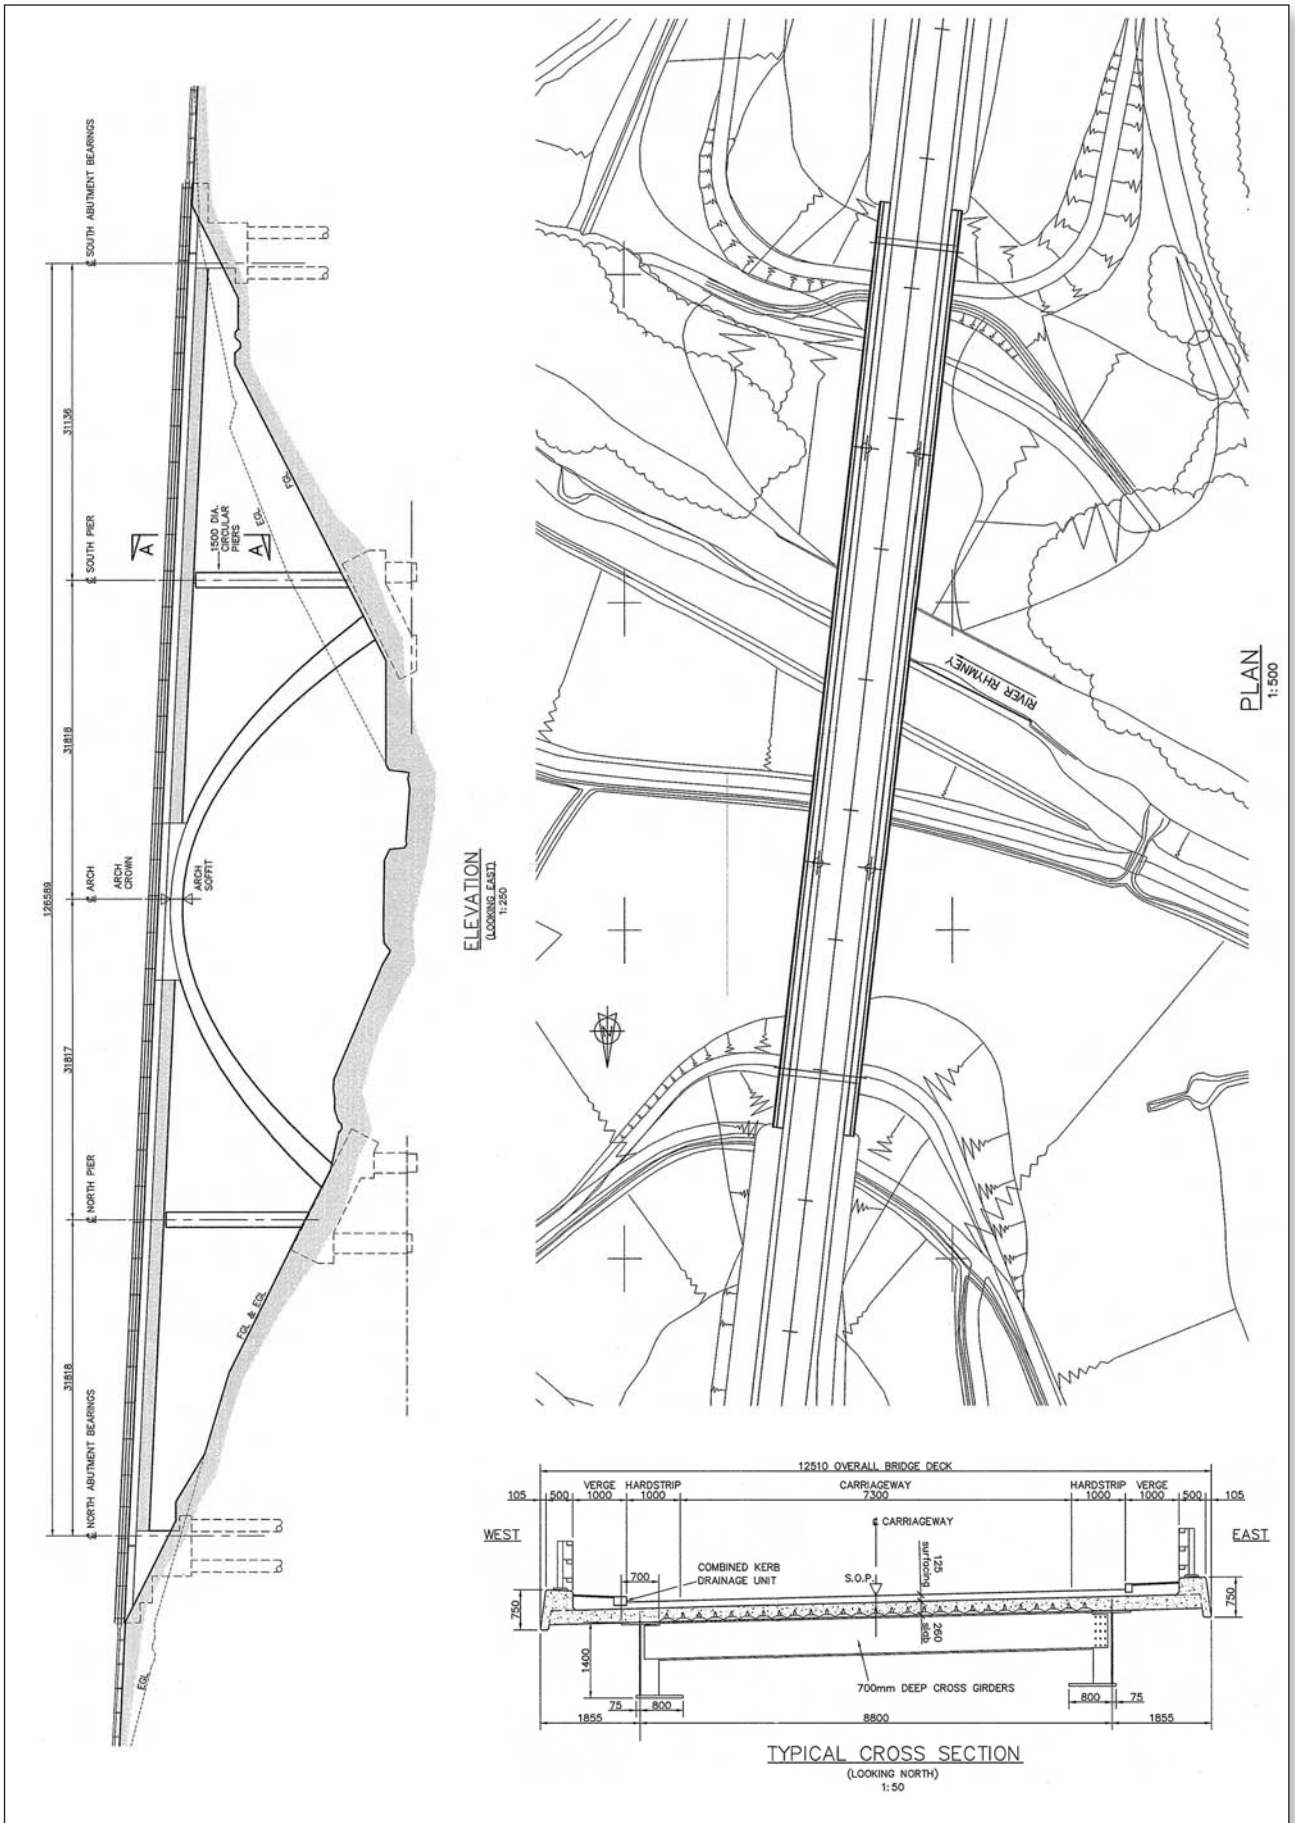 ℄ SOUTH ABUTMENT BEARINGS
℄ SOUTH PIER
℄ ARCH
℄ NORTH PIER
℄ NORTH ABUTMENT BEARINGS
126589
31136
31818
31817
31818
A
A
1500 DIA.
CIRCULAR
PIERS
ARCH
CROWN
ARCH
SOFFIT
FGL
EGL
FGL & EGL
EGL
ELEVATION
(LOOKING EAST)
1:250
RIVER RHYMNEY
N
PLAN
1:500
12510 OVERALL BRIDGE DECK
VERGE HARDSTRIP CARRIAGEWAY HARDSTRIP VERGE
105 500 1000 1000 7300 1000 1000 500 105
WEST
℄ CARRIAGEWAY
EAST
COMBINED KERB
DRAINAGE UNIT
700
S.O.P.
125
surfacing
750
750
260
slab
1400
700mm DEEP CROSS GIRDERS
75 800 800 75
1855 8800 1855
TYPICAL CROSS SECTION
(LOOKING NORTH)
1:50